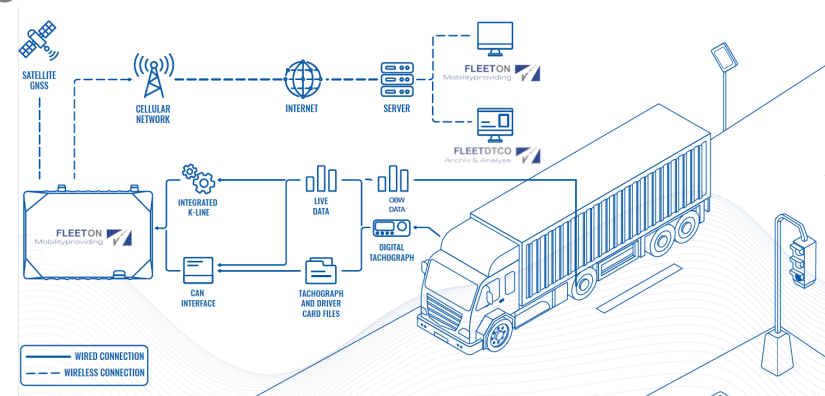 SATELLITE
GNSS
CELLULAR
NETWORK
INTERNET
SERVER
FLEETON
Mobilityproviding
FLEETDTCO
Archiv & Analyse
INTEGRATED
K-LINE
LIVE
DATA
OBW
DATA
FLEETON
Mobilityproviding
DIGITAL
TACHOGRAPH
CAN
INTERFACE
TACHOGRAPH
AND DRIVER
CARD FILES
WIRED CONNECTION
WIRELESS CONNECTION